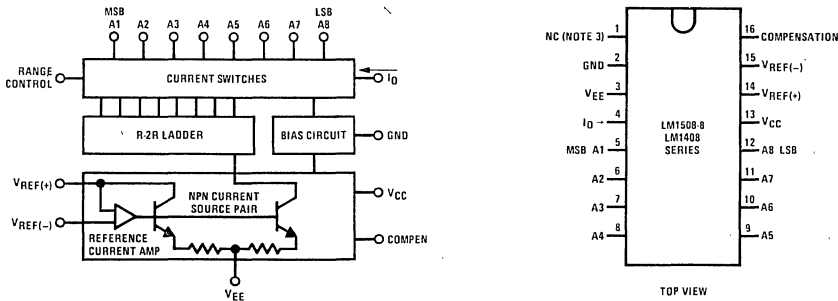 MSB LSB
A1 A2 A3 A4 A5 A6 A7 A8
RANGE
CONTROL
CURRENT SWITCHES
IO
R-2R LADDER
BIAS CIRCUIT
GND
VREF(+)
VREF(−)
NPN CURRENT
SOURCE PAIR
REFERENCE
CURRENT AMP
VCC
COMPEN
VEE
NC (NOTE 3) 1
GND 2
VEE 3
IO → 4
MSB A1 5
A2 6
A3 7
A4 8
LM1508-8
LM1408
SERIES
16 COMPENSATION
15 VREF(−)
14 VREF(+)
13 VCC
12 A8 LSB
11 A7
10 A6
9 A5
TOP VIEW